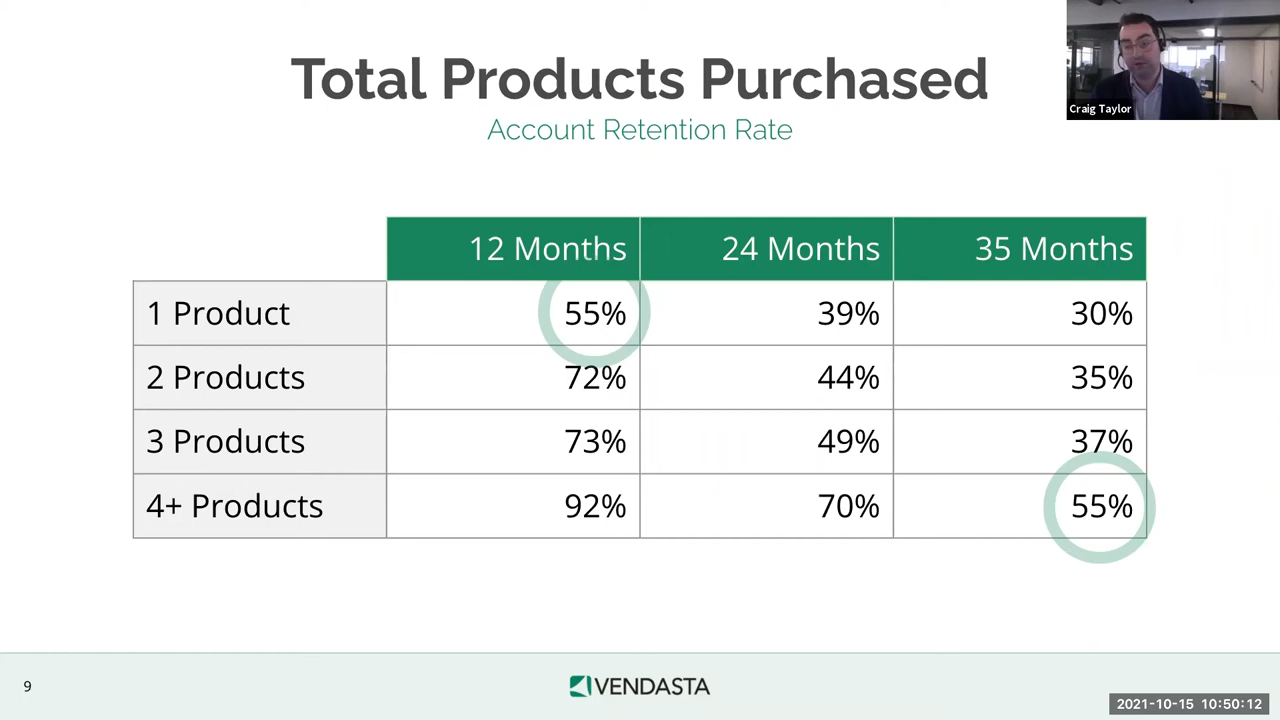 Total Products Purchased
Account Retention Rate
Craig Taylor
12 Months 24 Months 35 Months
1 Product 55% 39% 30%
2 Products 72% 44% 35%
3 Products 73% 49% 37%
4+ Products 92% 70% 55%
9
VENDASTA
2021-10-15 10:50:12